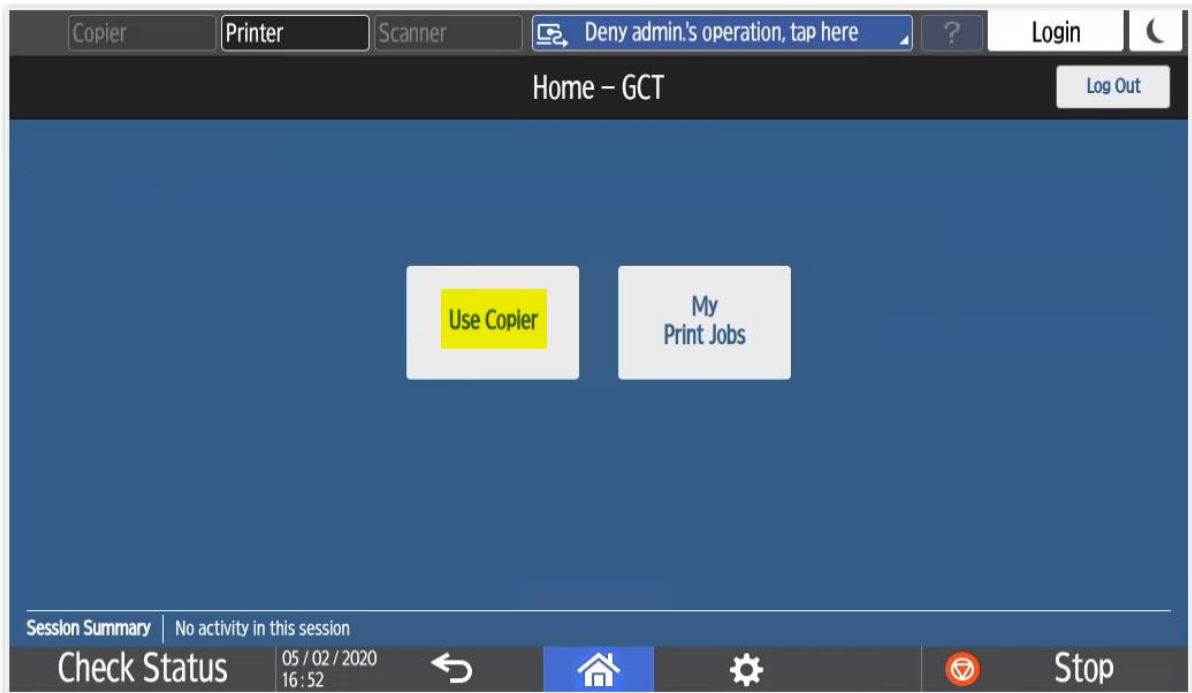 Copier Printer Scanner Deny admin.'s operation, tap here ? Login
Home – GCT Log Out
Use Copier
My
Print Jobs
Session Summary No activity in this session
Check Status 05 / 02 / 2020 Stop
16 : 52